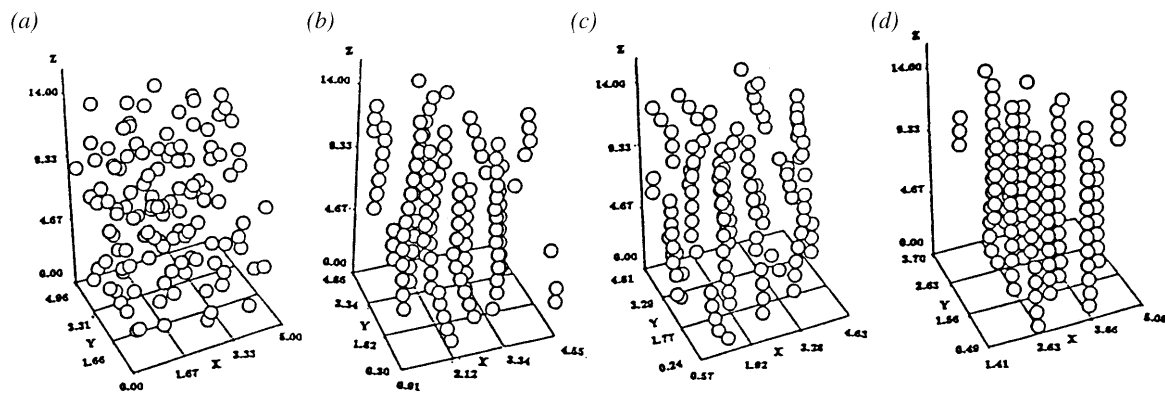 (a)
(b)
(c)
(d)
Z
14.00
9.33
4.67
0.00
4.96
3.31
Y
1.66
0.00
1.67
X
3.33
5.00
Z
14.00
9.33
4.67
0.00
4.86
3.34
Y
1.82
0.30
0.91
2.12
X
3.34
4.55
Z
14.00
9.33
4.67
0.00
4.81
3.29
Y
1.77
0.24
0.57
1.92
X
3.28
4.63
Z
14.00
9.33
4.67
0.00
3.70
2.63
Y
1.56
0.49
1.41
2.63
X
3.86
5.08